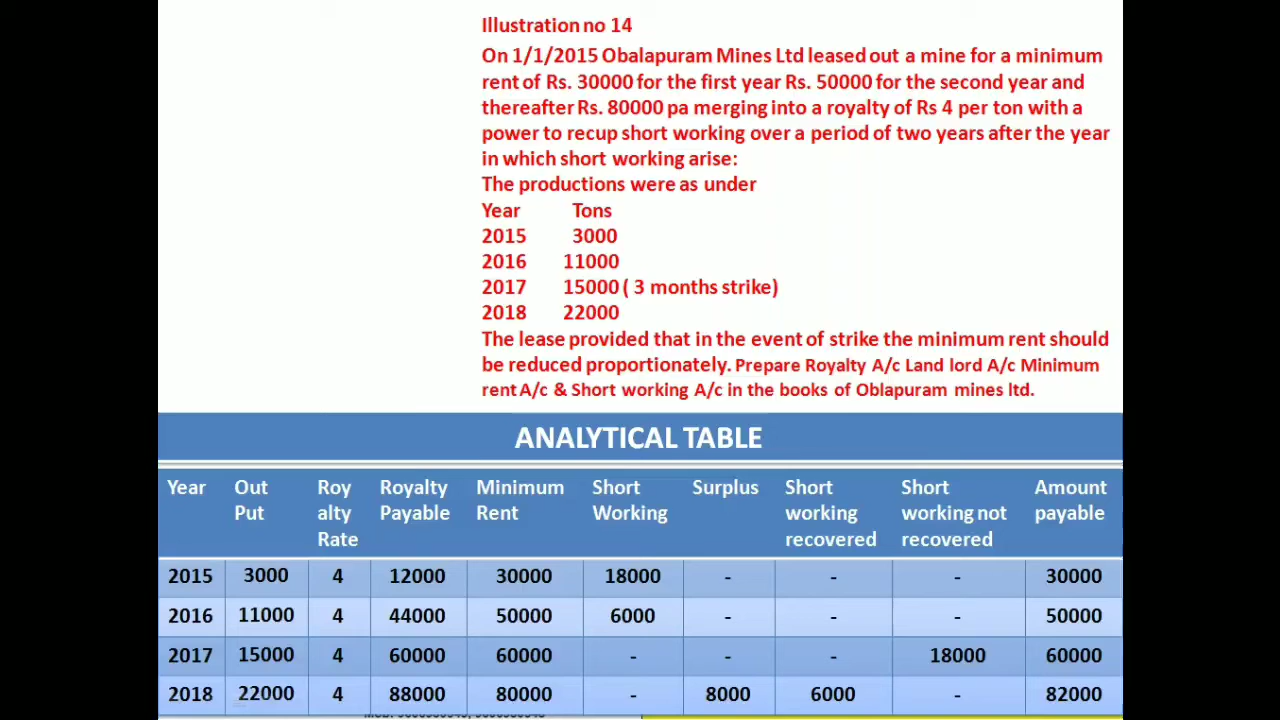 Illustration no 14
On 1/1/2015 Obalapuram Mines Ltd leased out a mine for a minimum
rent of Rs. 30000 for the first year Rs. 50000 for the second year and
thereafter Rs. 80000 pa merging into a royalty of Rs 4 per ton with a
power to recup short working over a period of two years after the year
in which short working arise:
The productions were as under
Year Tons
2015 3000
2016 11000
2017 15000 ( 3 months strike)
2018 22000
The lease provided that in the event of strike the minimum rent should
be reduced proportionately. Prepare Royalty A/c Land lord A/c Minimum
rent A/c & Short working A/c in the books of Oblapuram mines ltd.
ANALYTICAL TABLE
Year Out Roy Royalty Minimum Short Surplus Short Short Amount
Put alty Payable Rent Working working working not payable
Rate recovered recovered
2015 3000 4 12000 30000 18000 - - - 30000
2016 11000 4 44000 50000 6000 - - - 50000
2017 15000 4 60000 60000 - - - 18000 60000
2018 22000 4 88000 80000 - 8000 6000 - 82000